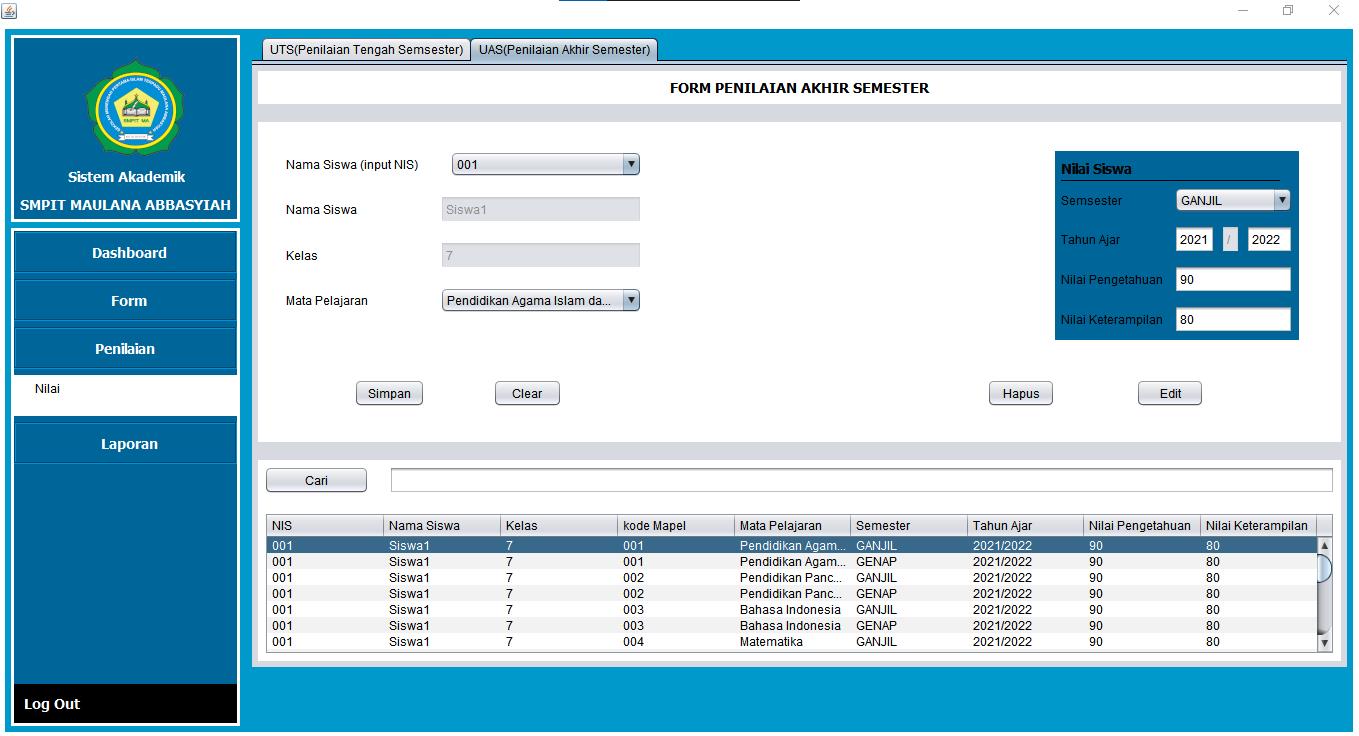 UTS(Penilaian Tengah Semsester) UAS(Penilaian Akhir Semester)
FORM PENILAIAN AKHIR SEMESTER
SMPIT MA
Sistem Akademik
SMPIT MAULANA ABBASYIAH
Dashboard
Form
Penilaian
Nilai
Laporan
Log Out
Nama Siswa (input NIS) 001
Nama Siswa Siswa1
Kelas 7
Mata Pelajaran Pendidikan Agama Islam da...
Nilai Siswa
Semsester GANJIL
Tahun Ajar 2021 / 2022
Nilai Pengetahuan 90
Nilai Keterampilan 80
Simpan Clear Hapus Edit
Cari
NIS Nama Siswa Kelas kode Mapel Mata Pelajaran Semester Tahun Ajar Nilai Pengetahuan Nilai Keterampilan
001 Siswa1 7 001 Pendidikan Agam... GANJIL 2021/2022 90 80
001 Siswa1 7 001 Pendidikan Agam... GENAP 2021/2022 90 80
001 Siswa1 7 002 Pendidikan Panc... GANJIL 2021/2022 90 80
001 Siswa1 7 002 Pendidikan Panc... GENAP 2021/2022 90 80
001 Siswa1 7 003 Bahasa Indonesia GANJIL 2021/2022 90 80
001 Siswa1 7 003 Bahasa Indonesia GENAP 2021/2022 90 80
001 Siswa1 7 004 Matematika GANJIL 2021/2022 90 80